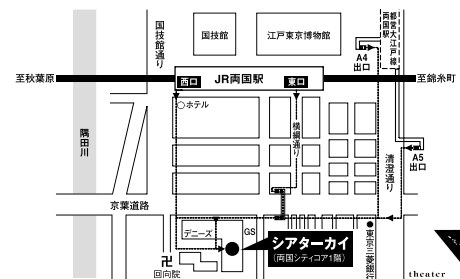 国技館通り
国技館
江戸東京博物館
都営大江戸線
両国駅
A4
出口
至秋葉原
西口
JR両国駅
東口
至錦糸町
○ホテル
横綱通り
隅田川
清澄通り
A5
出口
京葉道路
デニーズ
GS
シアターカイ
(両国シティコア1階)
卍
回向院
●東京三菱銀行
theater